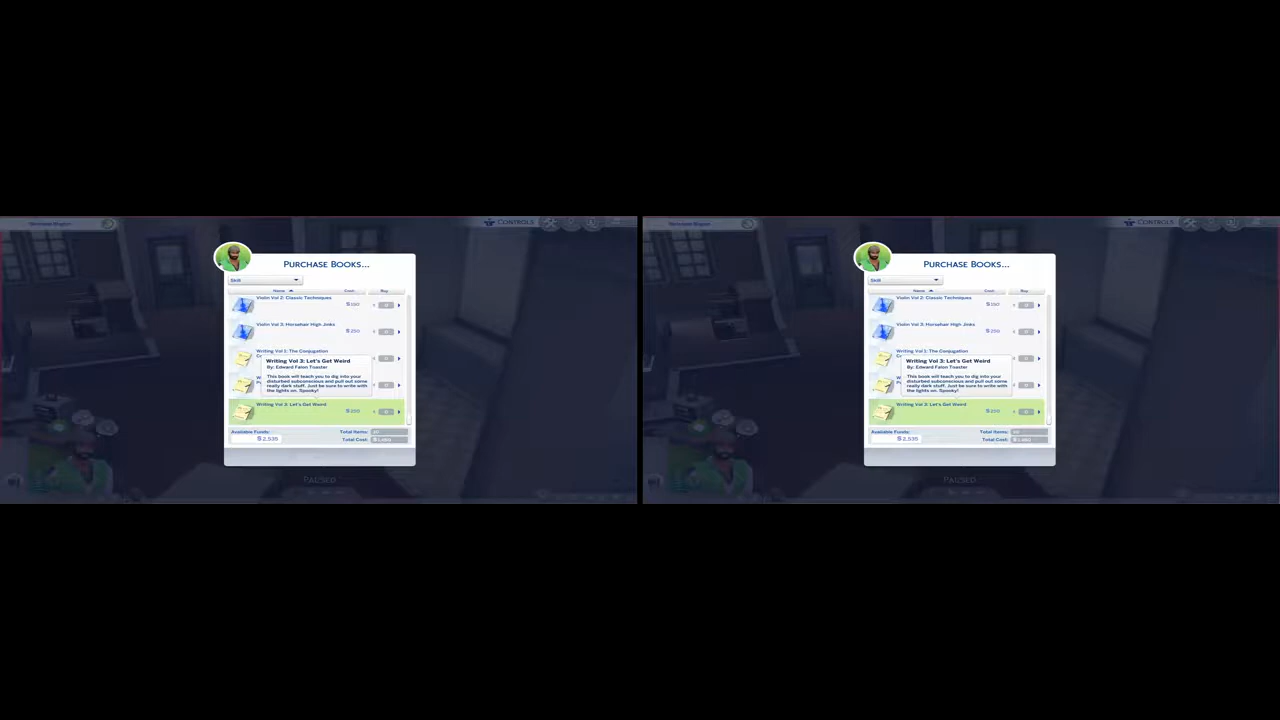 CONTROLS
PURCHASE BOOKS...
Skill
Name Cost Buy
Violin Vol 2: Classic Techniques
$150
Violin Vol 3: Horsehair High Jinks
$250
Writing Vol 1: The Conjugation
Writing Vol 3: Let's Get Weird
By: Edward Falon Toaster
This book will teach you to dig into your
disturbed subconscious and pull out some
really dark stuff. Just be sure to write with
the lights on. Spooky!
Writing Vol 3: Let's Get Weird
Available Funds:
$2,535
Total Items:
Total Cost:
PAUSED
CONTROLS
PURCHASE BOOKS...
Skill
Name Cost Buy
Violin Vol 2: Classic Techniques
$150
Violin Vol 3: Horsehair High Jinks
$250
Writing Vol 1: The Conjugation
Writing Vol 3: Let's Get Weird
By: Edward Falon Toaster
This book will teach you to dig into your
disturbed subconscious and pull out some
really dark stuff. Just be sure to write with
the lights on. Spooky!
Writing Vol 3: Let's Get Weird
Available Funds:
$2,535
Total Items:
Total Cost:
PAUSED